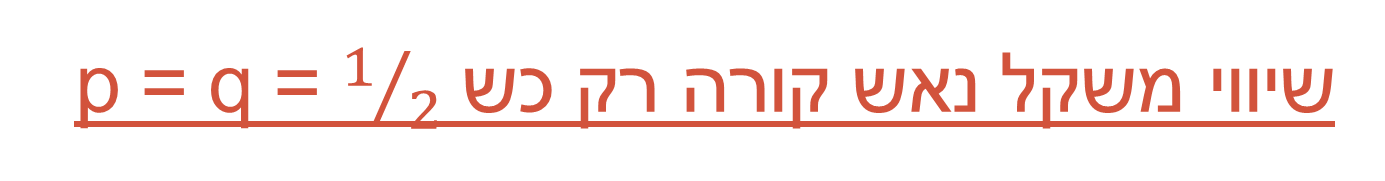 שיווי משקל נאש קורה רק כש p = q = ½